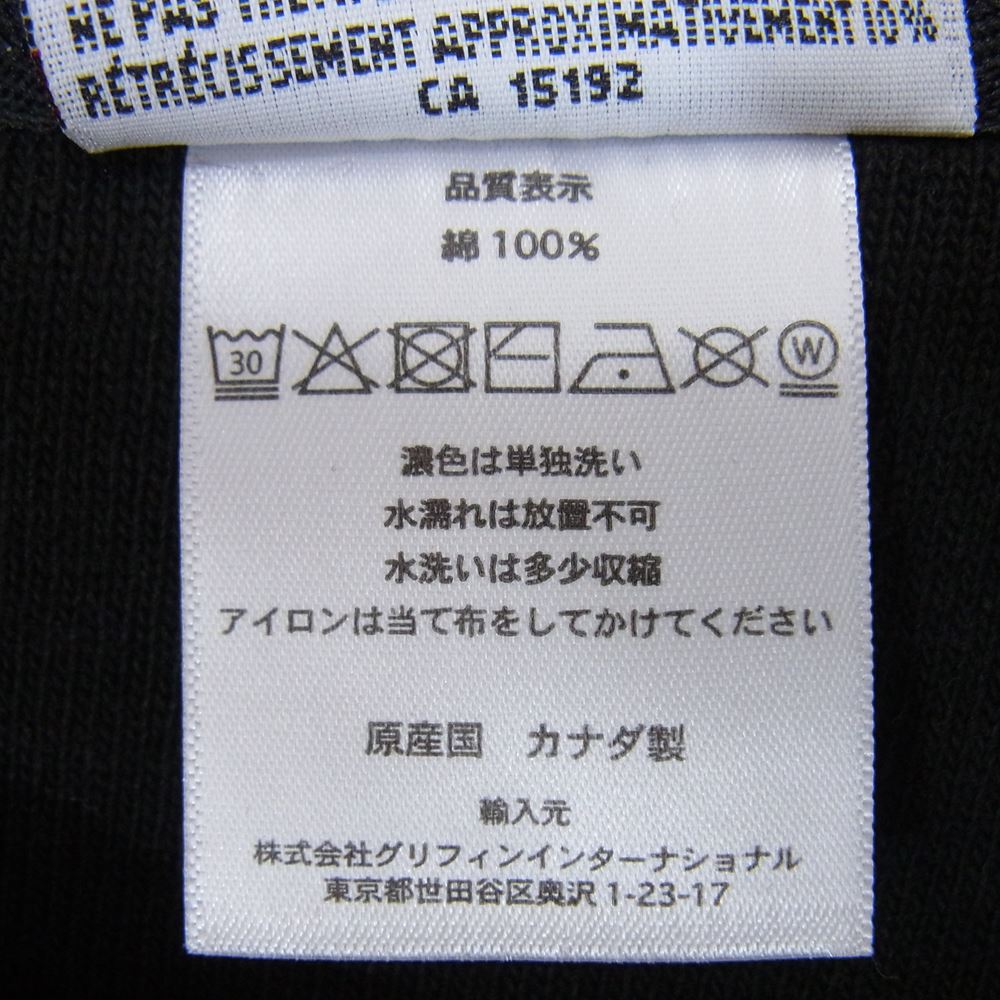 NE PAS
RÉTRÉCISSEMENT APPROXIMATIVEMENT 10%
CA 15192
品質表示
綿 100%
30 W
濃色は単独洗い
水濡れは放置不可
水洗いは多少収縮
アイロンは当て布をしてかけてください
原産国 カナダ製
輸入元
株式会社グリフィンインターナショナル
東京都世田谷区奥沢 1-23-17